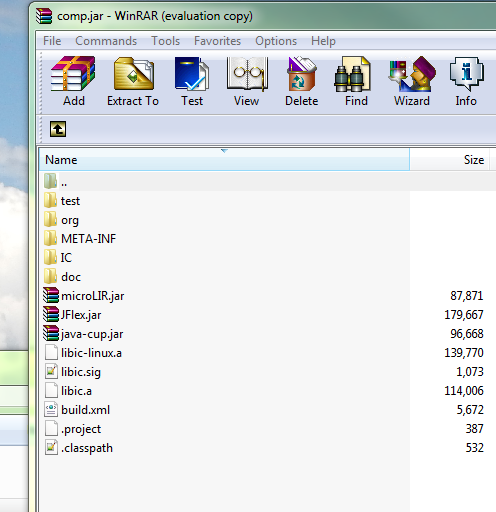 comp.jar - WinRAR (evaluation copy)
File Commands Tools Favorites Options Help
Add Extract To Test View Delete Find Wizard Info
Name Size
..
test
org
META-INF
IC
doc
microLIR.jar 87,871
JFlex.jar 179,667
java-cup.jar 96,668
libic-linux.a 139,770
libic.sig 1,073
libic.a 114,006
build.xml 5,672
.project 387
.classpath 532